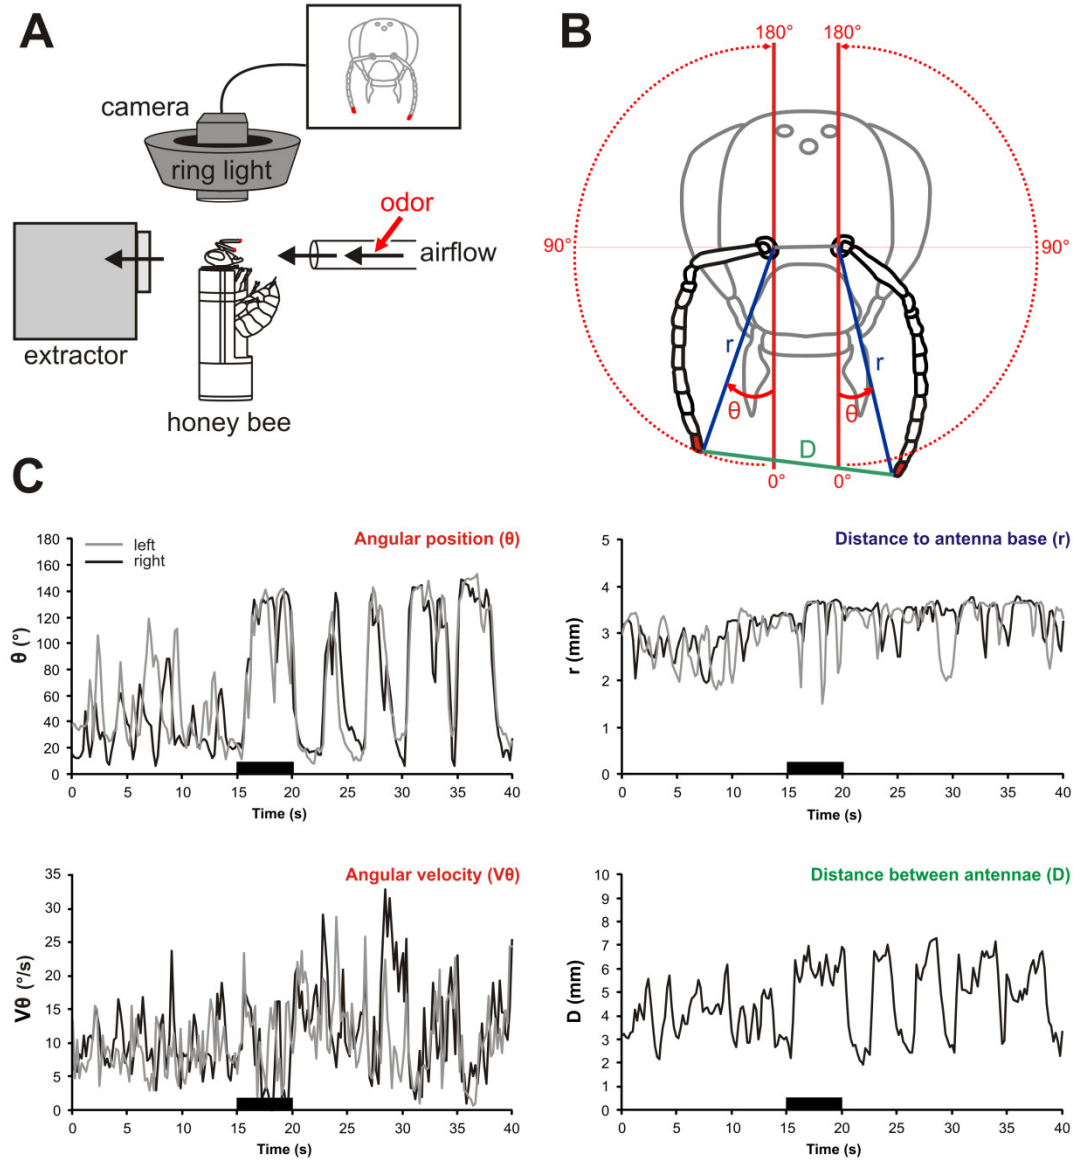 A
camera
ring light
odor
airflow
extractor
honey bee
B
180°
180°
90°
90°
r
r
θ
θ
D
0°
0°
C
Angular position (θ)
left
right
180
160
140
120
100
80
60
40
20
0
θ (°)
0
5
10
15
20
25
30
35
40
Time (s)
Distance to antenna base (r)
5
4
3
2
1
0
r (mm)
0
5
10
15
20
25
30
35
40
Time (s)
Angular velocity (Vθ)
35
30
25
20
15
10
5
0
Vθ (°/s)
0
5
10
15
20
25
30
35
40
Time (s)
Distance between antennae (D)
10
9
8
7
6
5
4
3
2
1
0
D (mm)
0
5
10
15
20
25
30
35
40
Time (s)